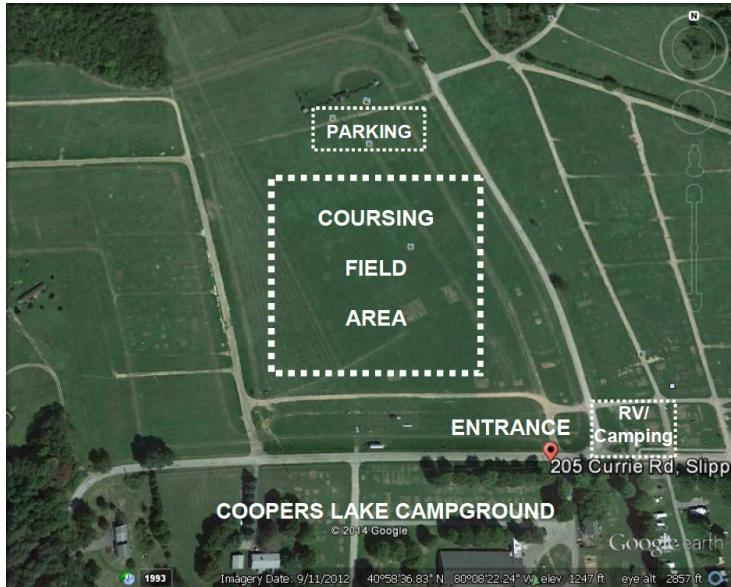 N
PARKING
COURSING
FIELD
AREA
RV/
Camping
ENTRANCE
205 Currie Rd, Slipp
COOPERS LAKE CAMPGROUND
© 2014 Google
Google earth
1993
Imagery Date: 9/11/2012 40°58'36.83" N 80°08'22.24" W elev 1247 ft eye alt 2857 ft